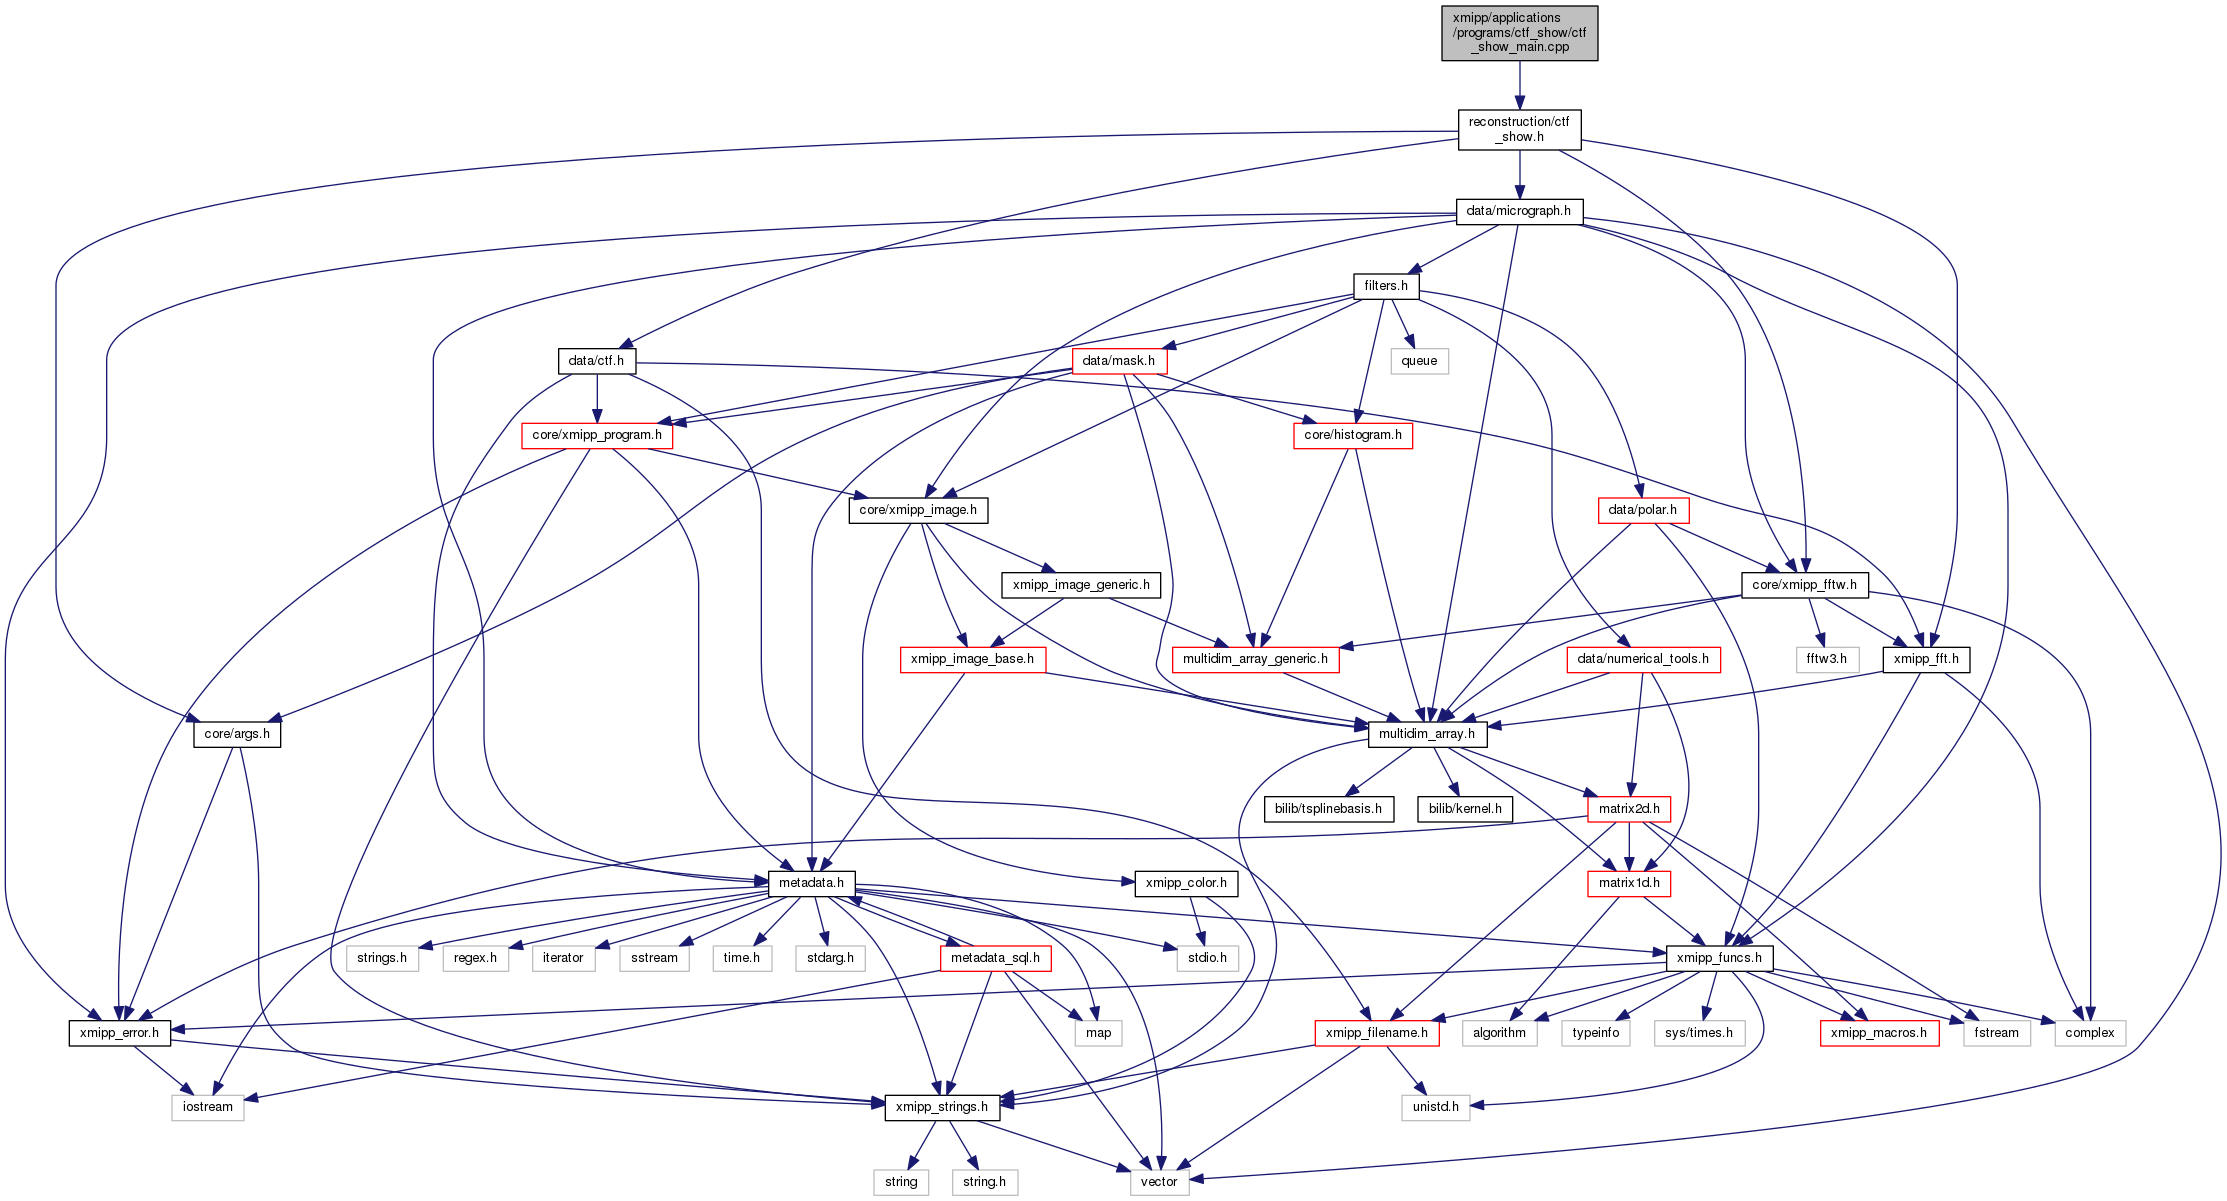 xmipp/applications
/programs/ctf_show/ctf
_show_main.cpp
reconstruction/ctf
_show.h
data/micrograph.h
filters.h
data/ctf.h
data/mask.h
queue
core/xmipp_program.h
core/histogram.h
core/xmipp_image.h
data/polar.h
xmipp_image_generic.h
core/xmipp_fftw.h
xmipp_image_base.h
multidim_array_generic.h
data/numerical_tools.h
fftw3.h
xmipp_fft.h
core/args.h
multidim_array.h
bilib/tsplinebasis.h
bilib/kernel.h
matrix2d.h
metadata.h
xmipp_color.h
matrix1d.h
strings.h
regex.h
iterator
sstream
time.h
stdarg.h
metadata_sql.h
stdio.h
xmipp_funcs.h
xmipp_error.h
map
xmipp_filename.h
algorithm
typeinfo
sys/times.h
xmipp_macros.h
fstream
complex
iostream
xmipp_strings.h
unistd.h
string
string.h
vector